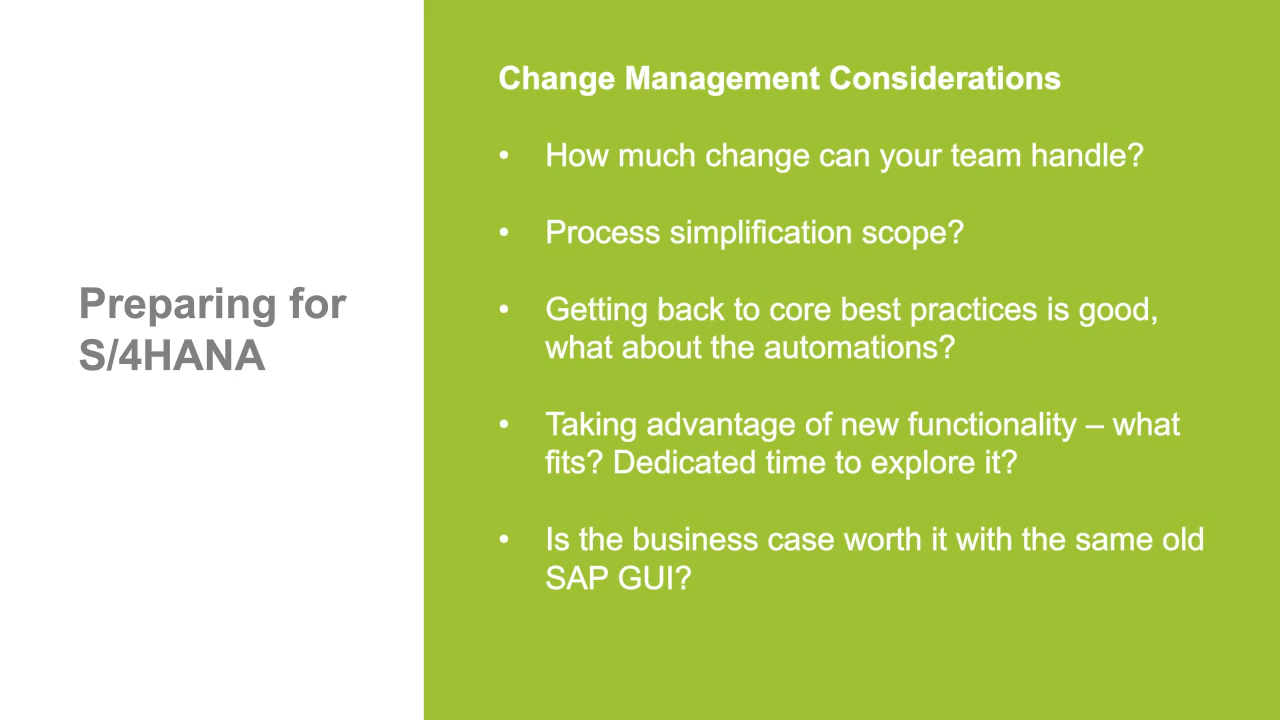 Preparing for
S/4HANA
Change Management Considerations
• How much change can your team handle?
• Process simplification scope?
• Getting back to core best practices is good,
what about the automations?
• Taking advantage of new functionality – what
fits? Dedicated time to explore it?
• Is the business case worth it with the same old
SAP GUI?